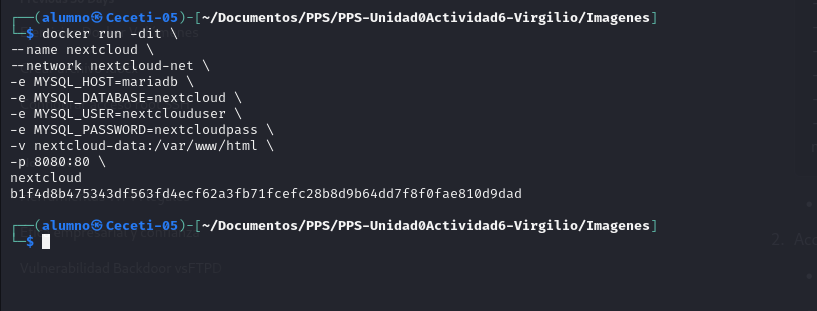 ┌──(alumno㉿Ceceti-05)-[~/Documentos/PPS/PPS-Unidad0Actividad6-Virgilio/Imagenes]
└─$ docker run -dit \
--name nextcloud \
--network nextcloud-net \
-e MYSQL_HOST=mariadb \
-e MYSQL_DATABASE=nextcloud \
-e MYSQL_USER=nextclouduser \
-e MYSQL_PASSWORD=nextcloudpass \
-v nextcloud-data:/var/www/html \
-p 8080:80 \
nextcloud
b1f4d8b475343df563fd4ecf62a3fb71fcefc28b8d9b64dd7f8f0fae810d9dad
┌──(alumno㉿Ceceti-05)-[~/Documentos/PPS/PPS-Unidad0Actividad6-Virgilio/Imagenes]
└─$
2. Acc
Vulnerabilidad Backdoor vsFTPD